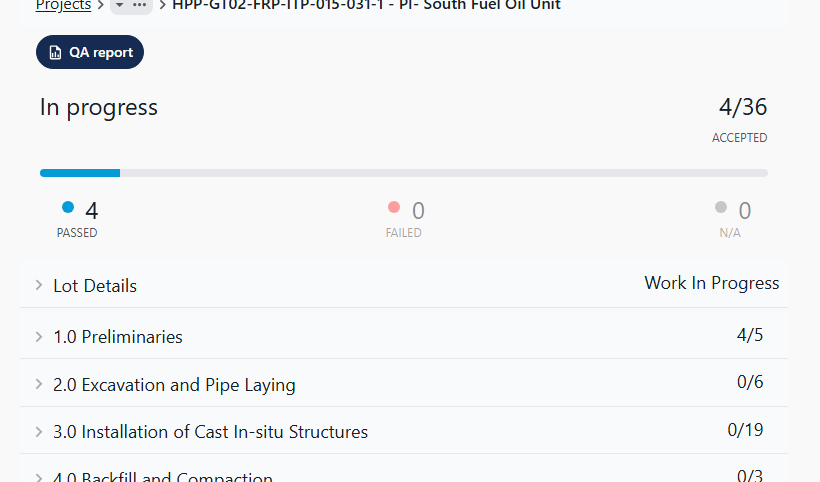 Projects > ... > HPP-GT02-FRP-ITP-015-031-1 - PI- South Fuel Oil Unit
QA report
In progress
4/36
ACCEPTED
4
PASSED
0
FAILED
0
N/A
Lot Details
Work In Progress
1.0 Preliminaries
4/5
2.0 Excavation and Pipe Laying
0/6
3.0 Installation of Cast In-situ Structures
0/19
4.0 Backfill and Compaction
0/3